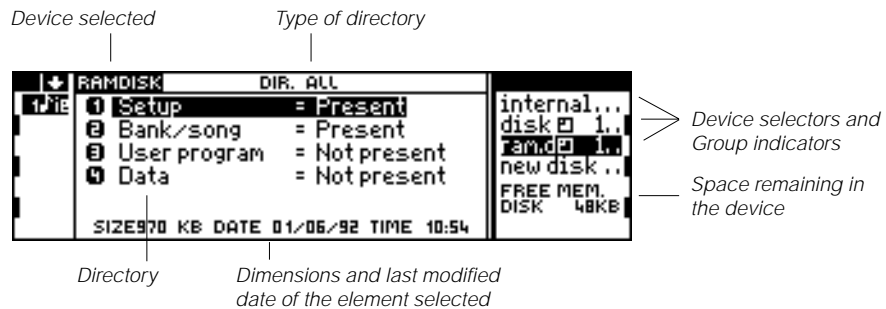 Device selected
Type of directory
RAMDISK DIR. ALL
1 Setup = Present
2 Bank/song = Present
3 User program = Not present
4 Data = Not present
SIZE970 KB DATE 01/06/92 TIME 10:54
internal...
disk 1..
ram.d 1..
new disk ..
FREE MEM.
DISK 48KB
Device selectors and
Group indicators
Space remaining in
the device
Directory
Dimensions and last modified
date of the element selected